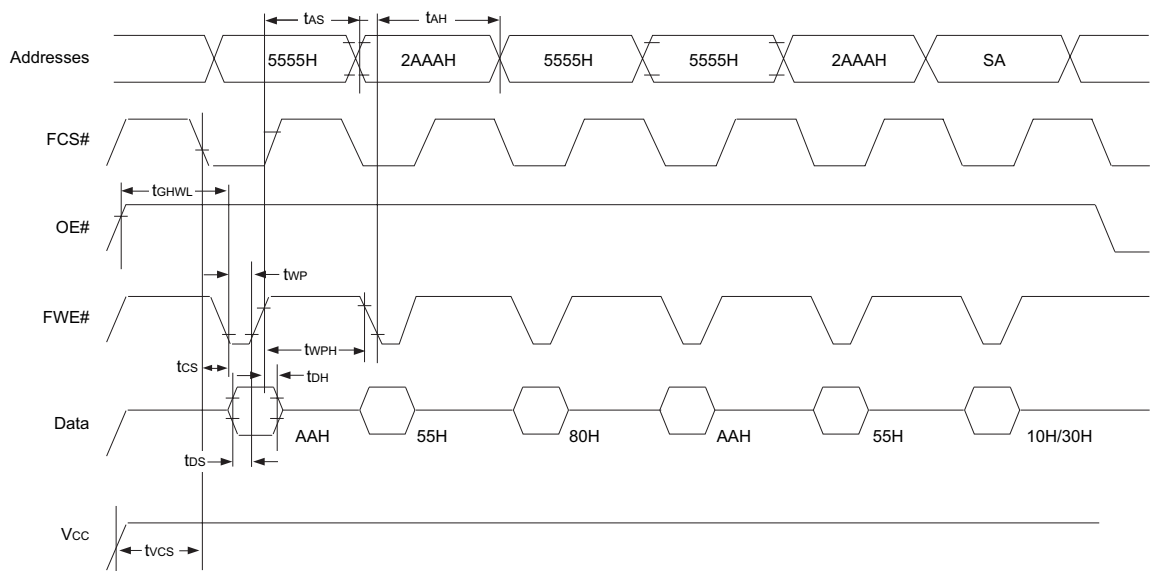 tAS tAH
Addresses 5555H 2AAAH 5555H 5555H 2AAAH SA
FCS#
tGHWL
OE#
tWP
FWE#
tWPH
tCS
tDH
Data AAH 55H 80H AAH 55H 10H/30H
tDS
Vcc
tVCS